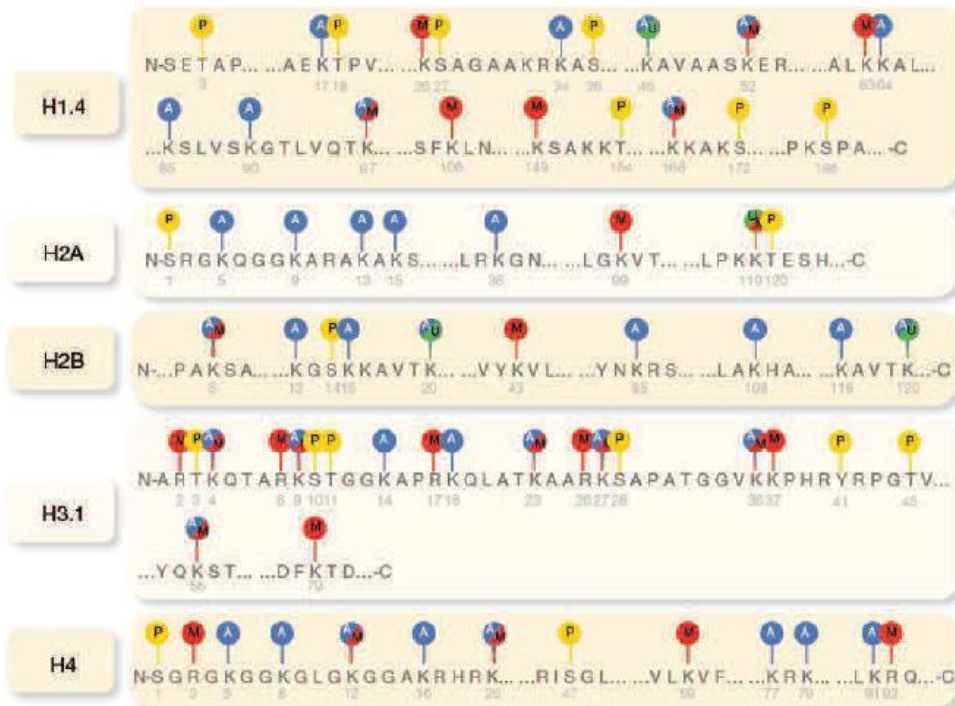 P A P M P A P A U A M M A
N-SETAP... ...AEKTPV... ...KSAGAAKRKAS... ...KAVAASKER... ...ALKKAL...
3 17 18 26 27 34 36 46 52 63 64
H1.4
A A A M M M P A M P P
...KSLVSKGTLVQTK... ...SFKLN... ...KSAKKT... ...KKAKS... ...PKSPA... -C
85 90 97 106 149 154 168 172 186
P A A A A A M U P
H2A
N-SRGKQGGKARAKAKS... ...LRKGN... ...LGKVT... ...LPKKTESH...-C
1 5 9 13 15 36 99 119 120
A M A P A A U M A A A A U
H2B
N-...PAKSA... ...KGSKKAVTK... ...VYKVL... ...YNKRS... ...LAKHA... ...KAVTK...-C
5 12 14 15 20 43 85 108 116 120
M P A M M A P P A M A A M M A P A M M P P
N-ARTKQTARKSTGGKAPRKQLATKAARKSAPATGGVKKPHRYRPGTV...
2 3 4 8 9 10 11 14 17 18 23 26 27 28 36 37 41 45
H3.1
A M M
...YQKST... ...DFKTD...-C
56 79
P M A A A M A A M P M A A A M
H4
N-SGRGKGGKGLGKGGAKRHRK... ...RISGL... ...VLKVF... ...KRK... ...LKRQ...-C
1 3 5 8 12 16 20 47 59 77 79 91 92